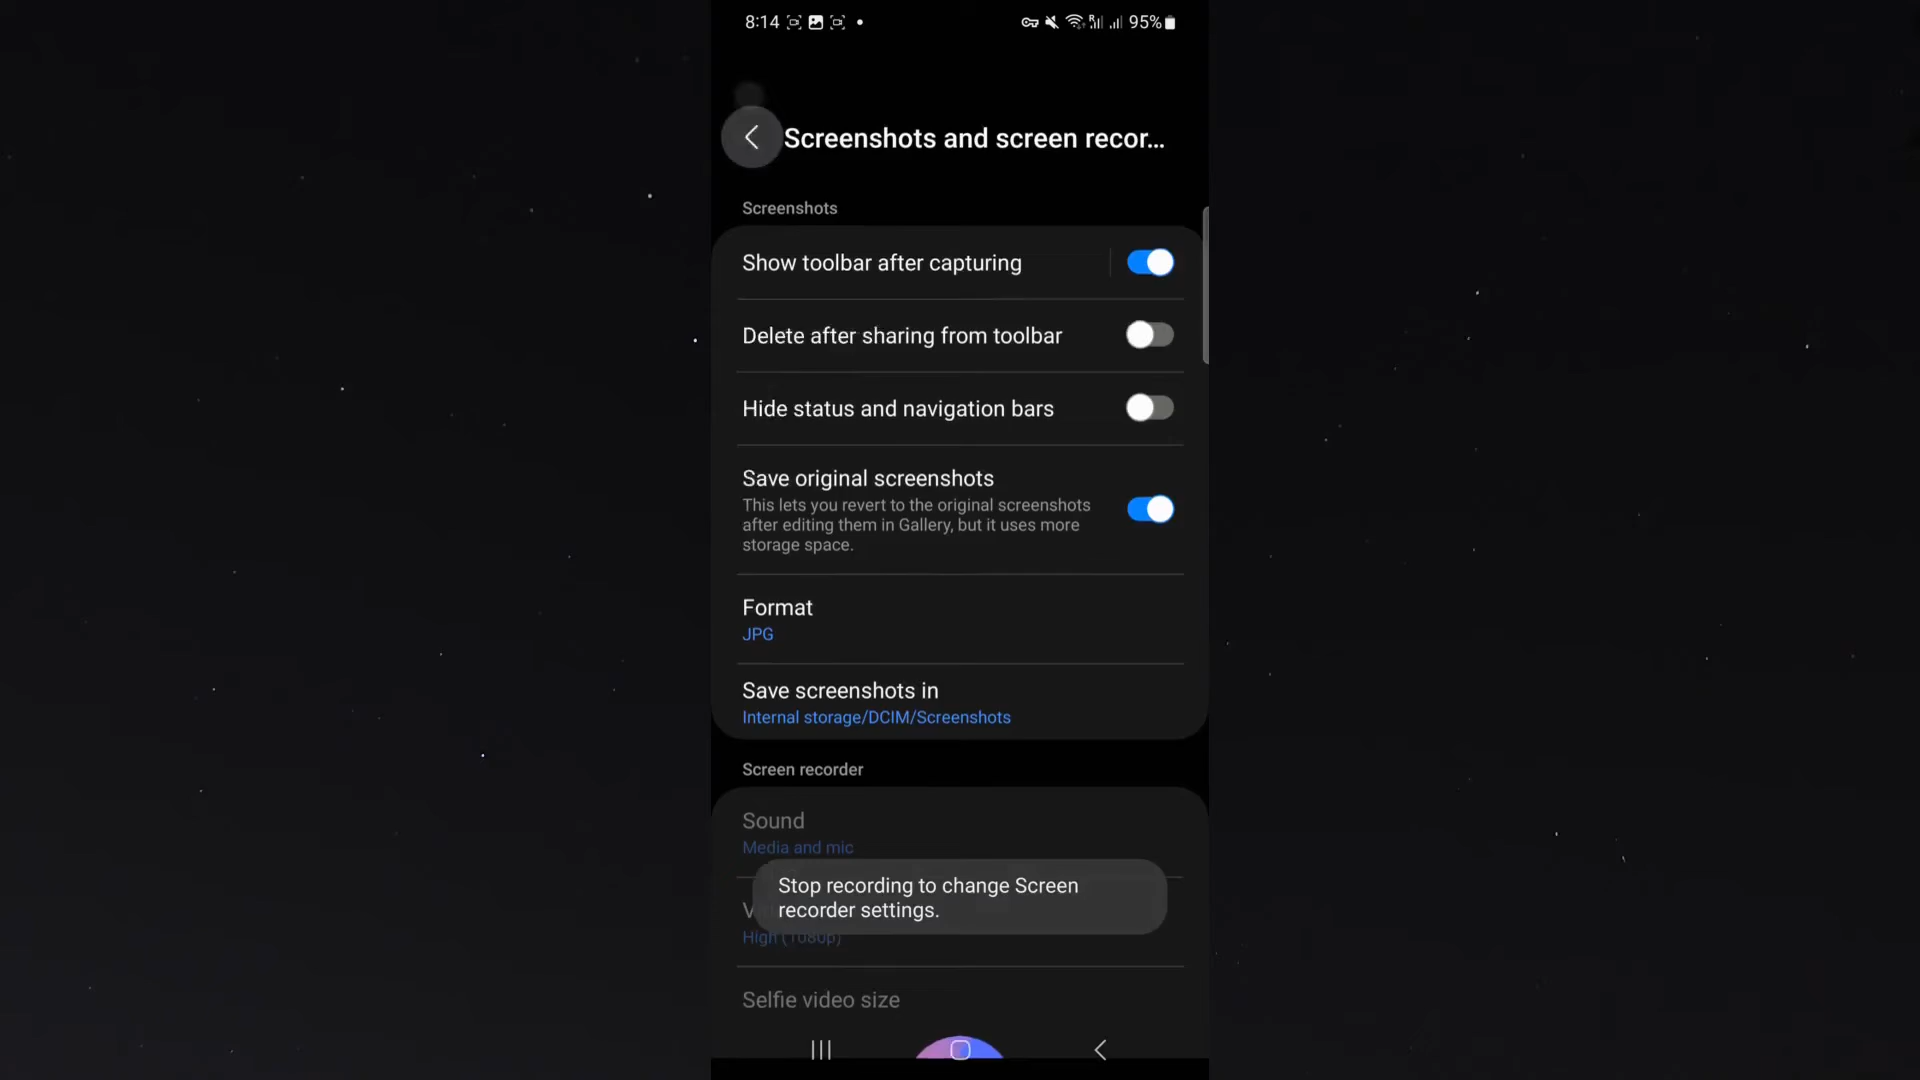 8:14
95%
Screenshots and screen recor...
Screenshots
Show toolbar after capturing
Delete after sharing from toolbar
Hide status and navigation bars
Save original screenshots
This lets you revert to the original screenshots
after editing them in Gallery, but it uses more
storage space.
Format
JPG
Save screenshots in
Internal storage/DCIM/Screenshots
Screen recorder
Sound
Media and mic
Stop recording to change Screen
recorder settings.
High (1080p)
Selfie video size